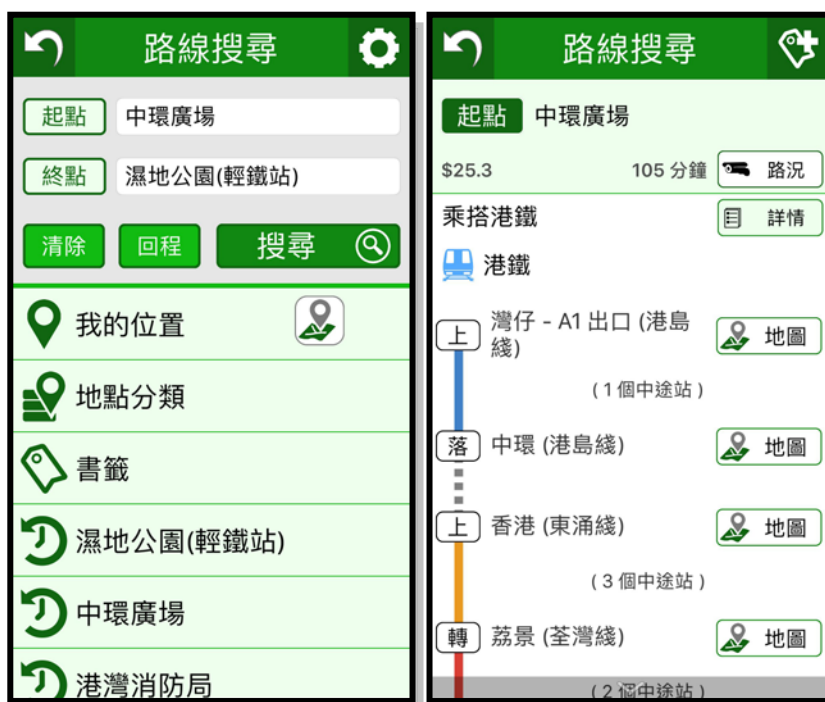 路線搜尋
起點 中環廣場
終點 濕地公園(輕鐵站)
清除 回程 搜尋
我的位置
地點分類
書籤
濕地公園(輕鐵站)
中環廣場
港灣消防局
路線搜尋
起點 中環廣場
$25.3 105 分鐘 路況
乘搭港鐵 詳情
港鐵
上 灣仔 - A1 出口 (港島
綫) 地圖
( 1 個中途站 )
落 中環 (港島綫) 地圖
上 香港 (東涌綫) 地圖
( 3 個中途站 )
轉 荔景 (荃灣綫) 地圖
( 2 個中途站 )